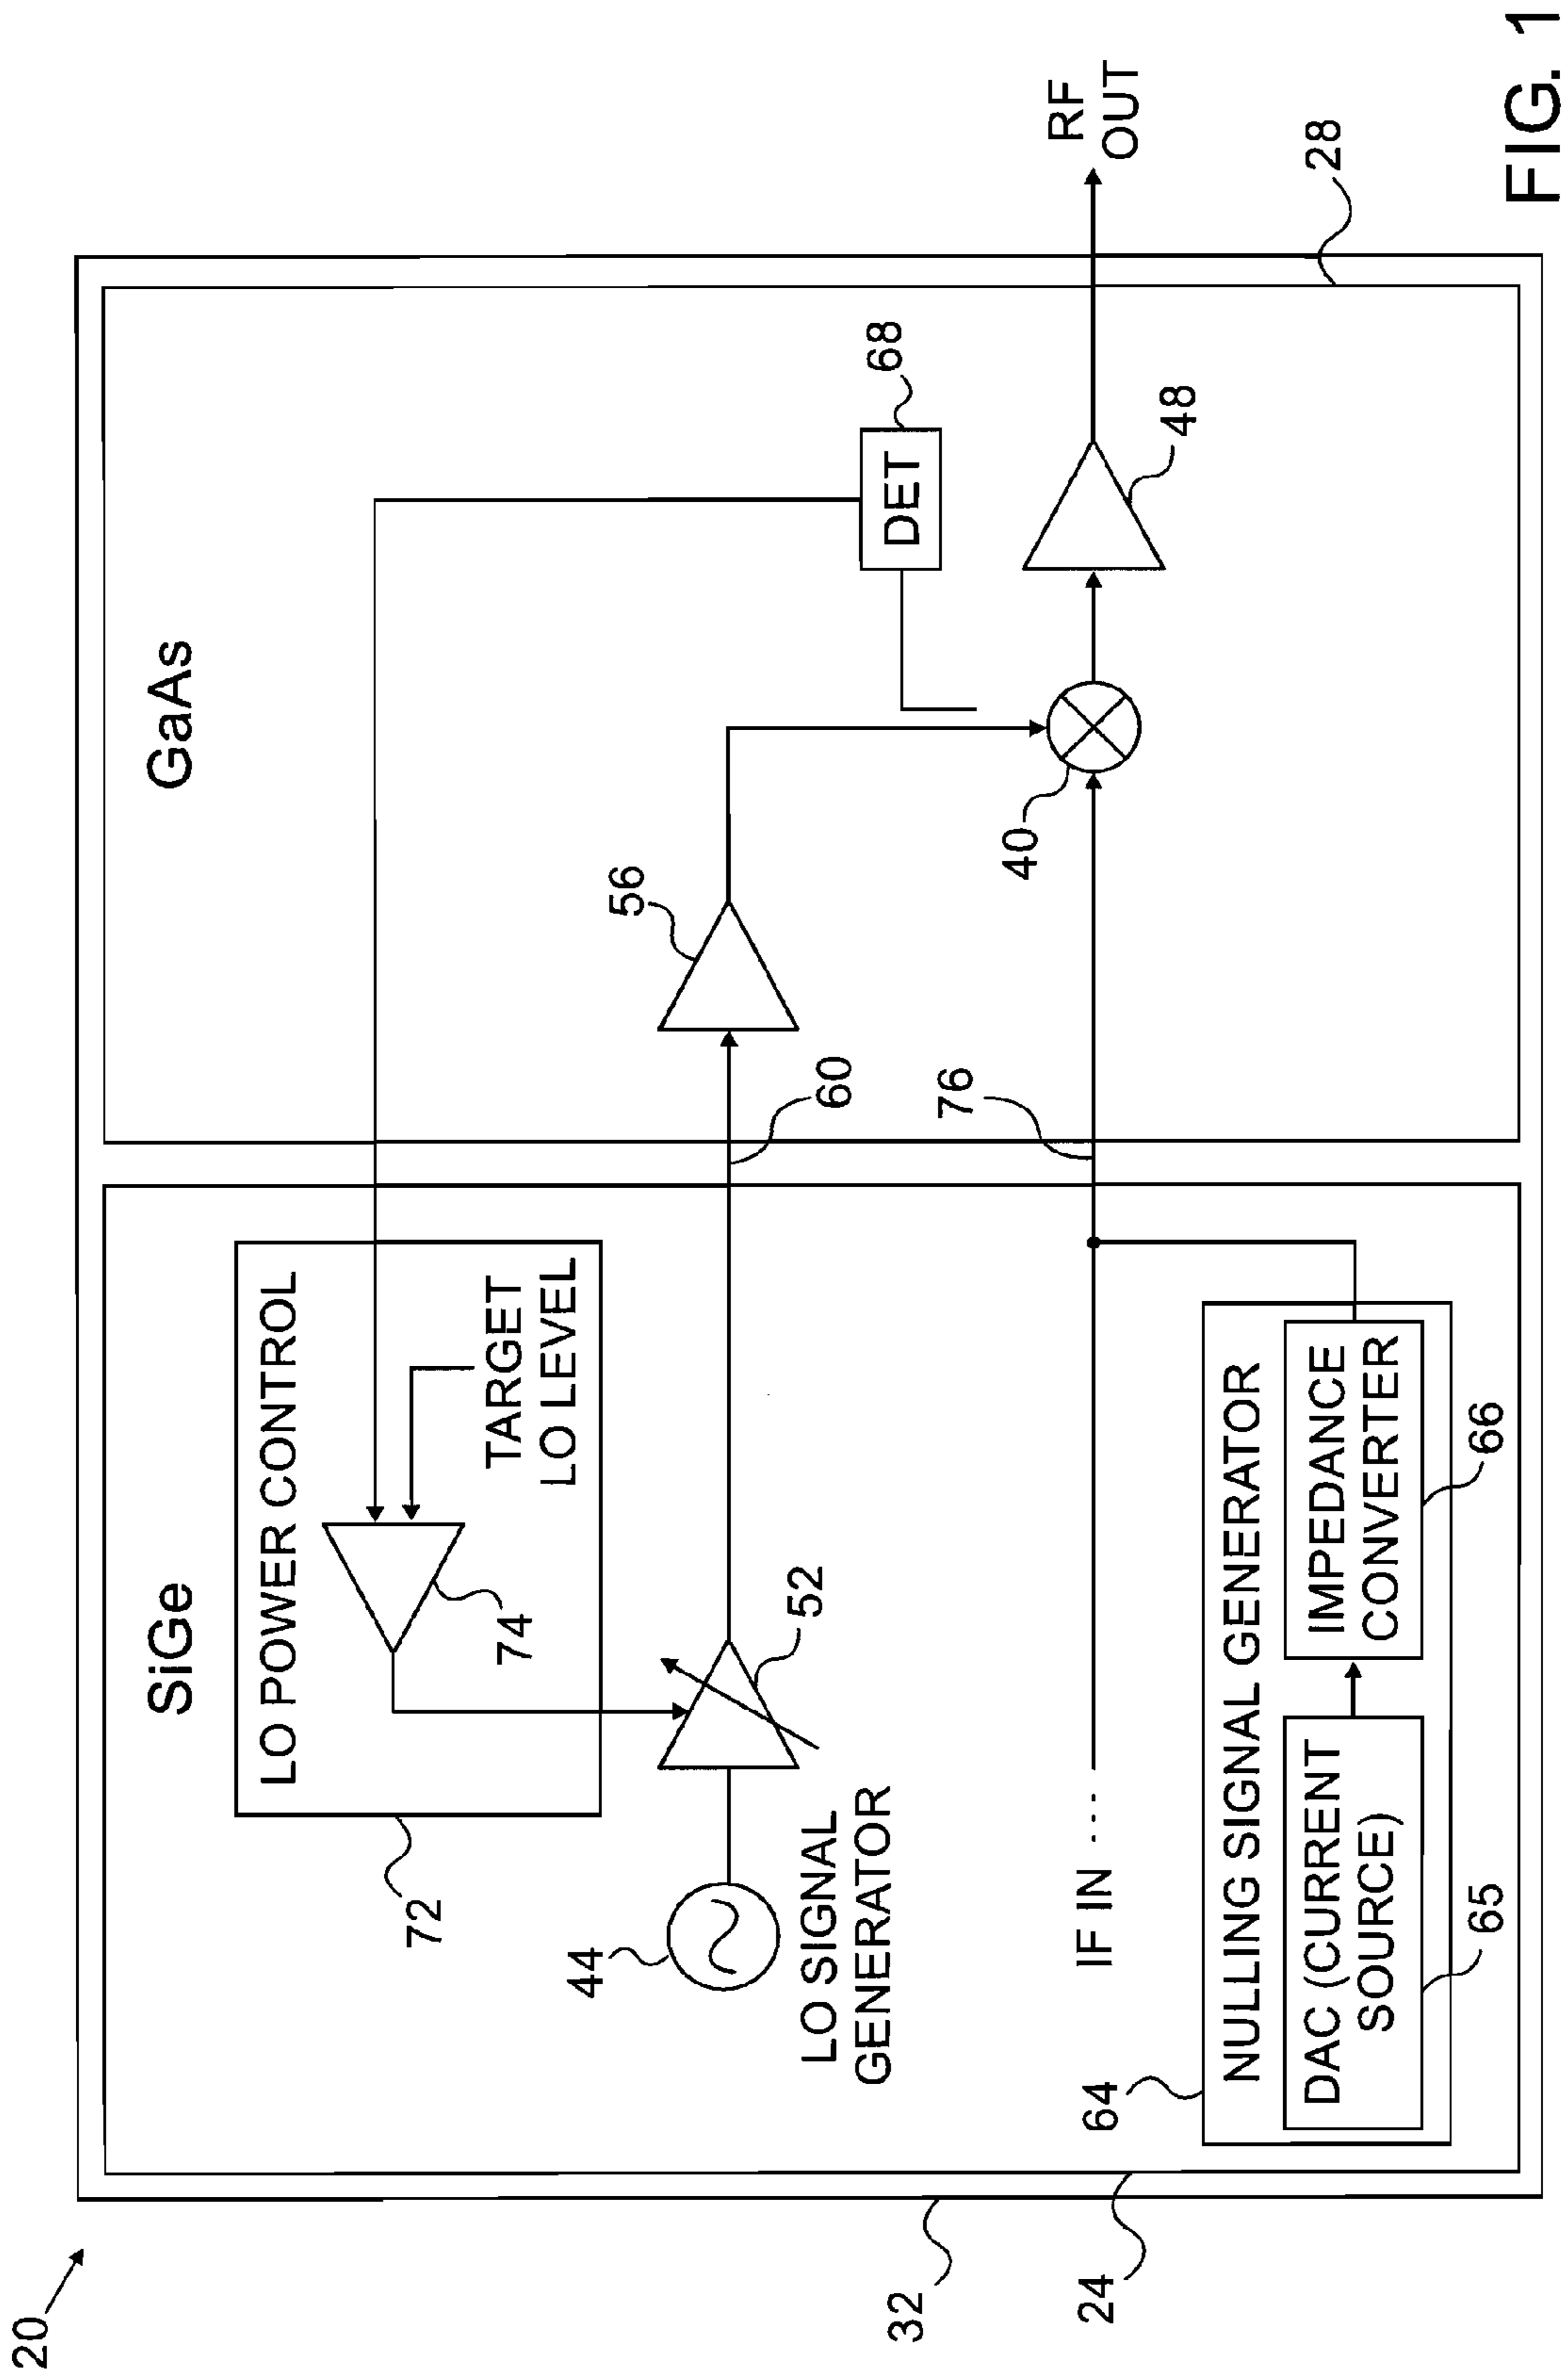 20
32
24
SiGe
GaAs
LO POWER CONTROL
72
74
TARGET
LO LEVEL
44
LO SIGNAL
GENERATOR
52
56
60
68
DET
76
40
48
RF
OUT
IF IN ···
64
NULLING SIGNAL GENERATOR
DAC (CURRENT
SOURCE)
65
IMPEDANCE
CONVERTER
66
28
FIG. 1